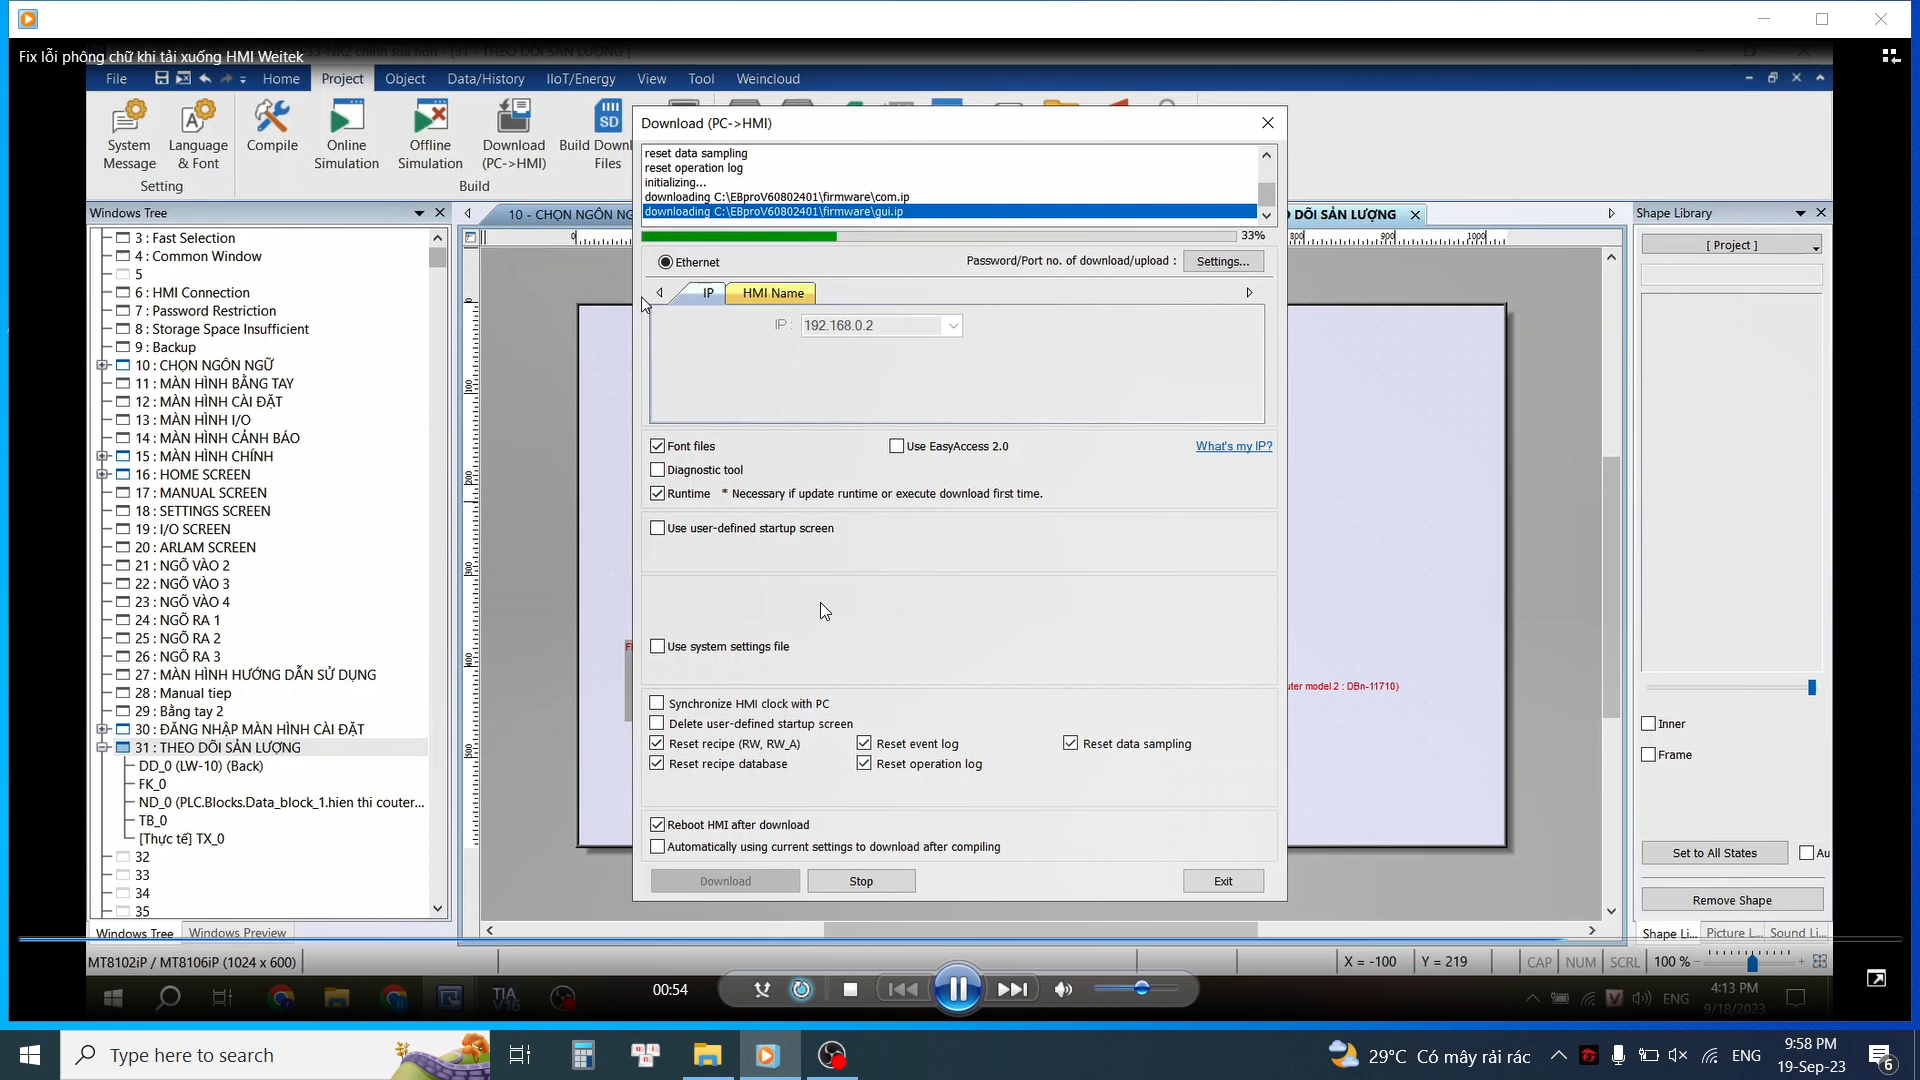 Fix lỗi phông chữ khi tải xuống HMI Weitek
File
Home
Project
Object
Data/History
IIoT/Energy
View
Tool
Weincloud
System Message
Language & Font
Compile
Online Simulation
Offline Simulation
Download (PC->HMI)
Build Down
Files
Setting
Build
Windows Tree
3 : Fast Selection
4 : Common Window
5
6 : HMI Connection
7 : Password Restriction
8 : Storage Space Insufficient
9 : Backup
10 : CHỌN NGÔN NGỮ
11 : MÀN HÌNH BẰNG TAY
12 : MÀN HÌNH CÀI ĐẶT
13 : MÀN HÌNH I/O
14 : MÀN HÌNH CẢNH BÁO
15 : MÀN HÌNH CHÍNH
16 : HOME SCREEN
17 : MANUAL SCREEN
18 : SETTINGS SCREEN
19 : I/O SCREEN
20 : ARLAM SCREEN
21 : NGÕ VÀO 2
22 : NGÕ VÀO 3
23 : NGÕ VÀO 4
24 : NGÕ RA 1
25 : NGÕ RA 2
26 : NGÕ RA 3
27 : MÀN HÌNH HƯỚNG DẪN SỬ DỤNG
28 : Manual tiep
29 : Bằng tay 2
30 : ĐĂNG NHẬP MÀN HÌNH CÀI ĐẶT
31 : THEO DÕI SẢN LƯỢNG
DD_0 (LW-10) (Back)
FK_0
ND_0 (PLC.Blocks.Data_block_1.hien thi couter...
TB_0
[Thực tế] TX_0
32
33
34
35
Windows Tree
Windows Preview
10 - CHỌN NGÔN NG
DÕI SẢN LƯỢNG
Download (PC->HMI)
reset data sampling
reset operation log
initializing...
downloading C:\EBproV60802401\firmware\com.ip
downloading C:\EBproV60802401\firmware\gui.ip
33%
Ethernet
Password/Port no. of download/upload :
Settings...
IP
HMI Name
IP :
192.168.0.2
Font files
Use EasyAccess 2.0
What's my IP?
Diagnostic tool
Runtime
* Necessary if update runtime or execute download first time.
Use user-defined startup screen
Use system settings file
Synchronize HMI clock with PC
Delete user-defined startup screen
Reset recipe (RW, RW_A)
Reset event log
Reset data sampling
Reset recipe database
Reset operation log
Reboot HMI after download
Automatically using current settings to download after compiling
Download
Stop
Exit
uter model 2 : DBn-11710)
Shape Library
[ Project ]
Inner
Frame
Set to All States
Au
Remove Shape
Shape Li...
Picture L...
Sound Li...
MT8102iP / MT8106iP (1024 x 600)
X = -100
Y = 219
CAP
NUM
SCRL
100 %
00:54
ENG
4:13 PM
9/18/2023
Type here to search
29°C
Có mây rải rác
ENG
9:58 PM
19-Sep-23
6